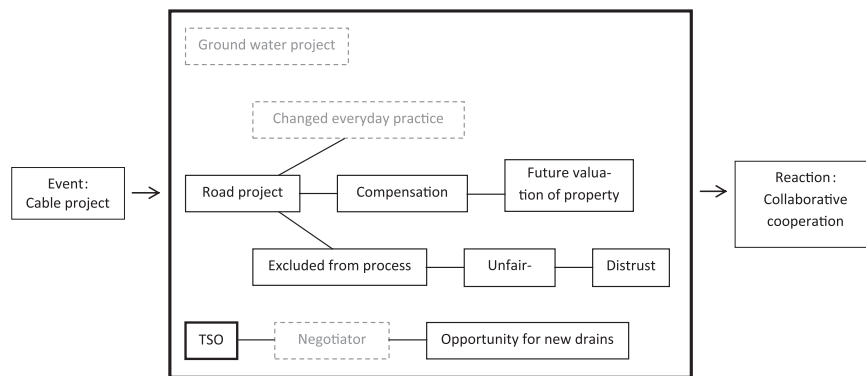 Ground water project
Changed everyday practice
Event:
Cable project
Road project
Compensation
Future valua-
tion of property
Reaction:
Collaborative
cooperation
Excluded from process
Unfair-
Distrust
TSO
Negotiator
Opportunity for new drains